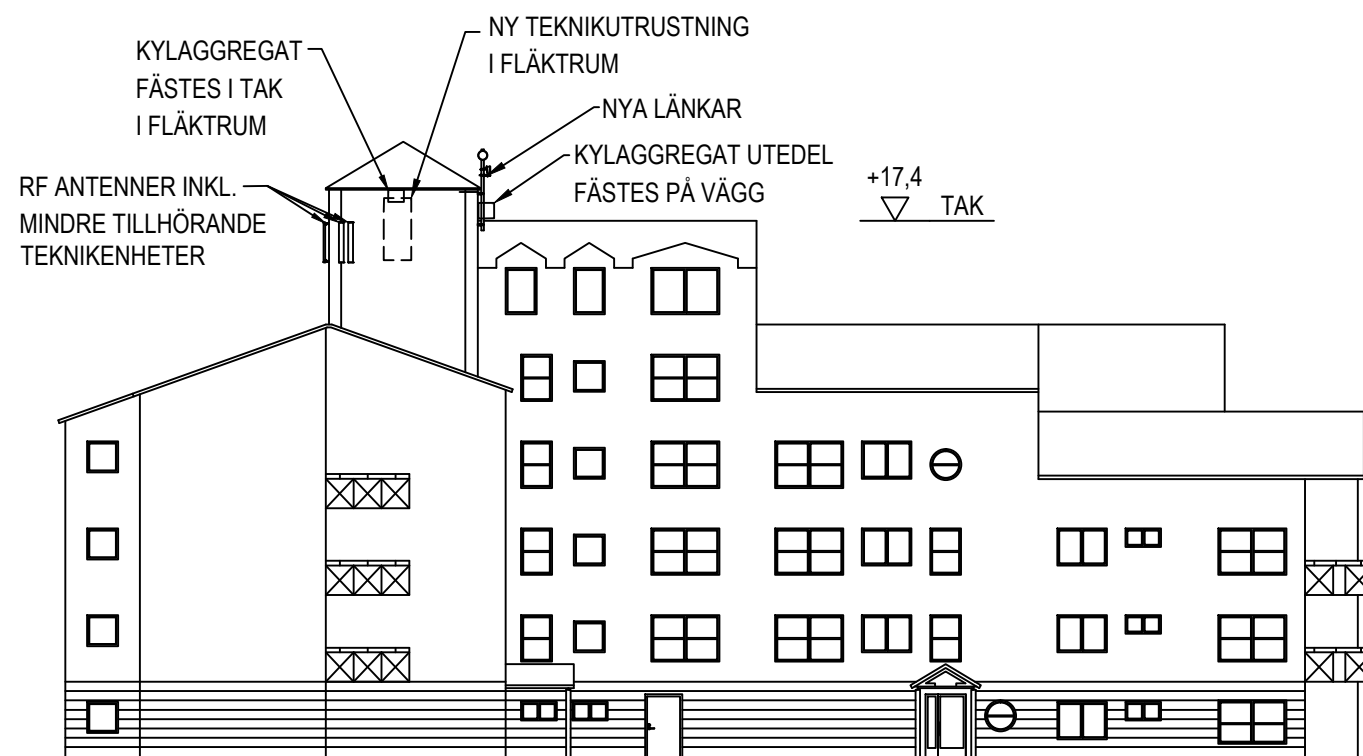 NY TEKNIKUTRUSTNING
I FLÄKTRUM
KYLAGGREGAT
FÄSTES I TAK
I FLÄKTRUM
NYA LÄNKAR
KYLAGGREGAT UTEDEL
FÄSTES PÅ VÄGG
RF ANTENNER INKL.
MINDRE TILLHÖRANDE
TEKNIKENHETER
+17,4
TAK